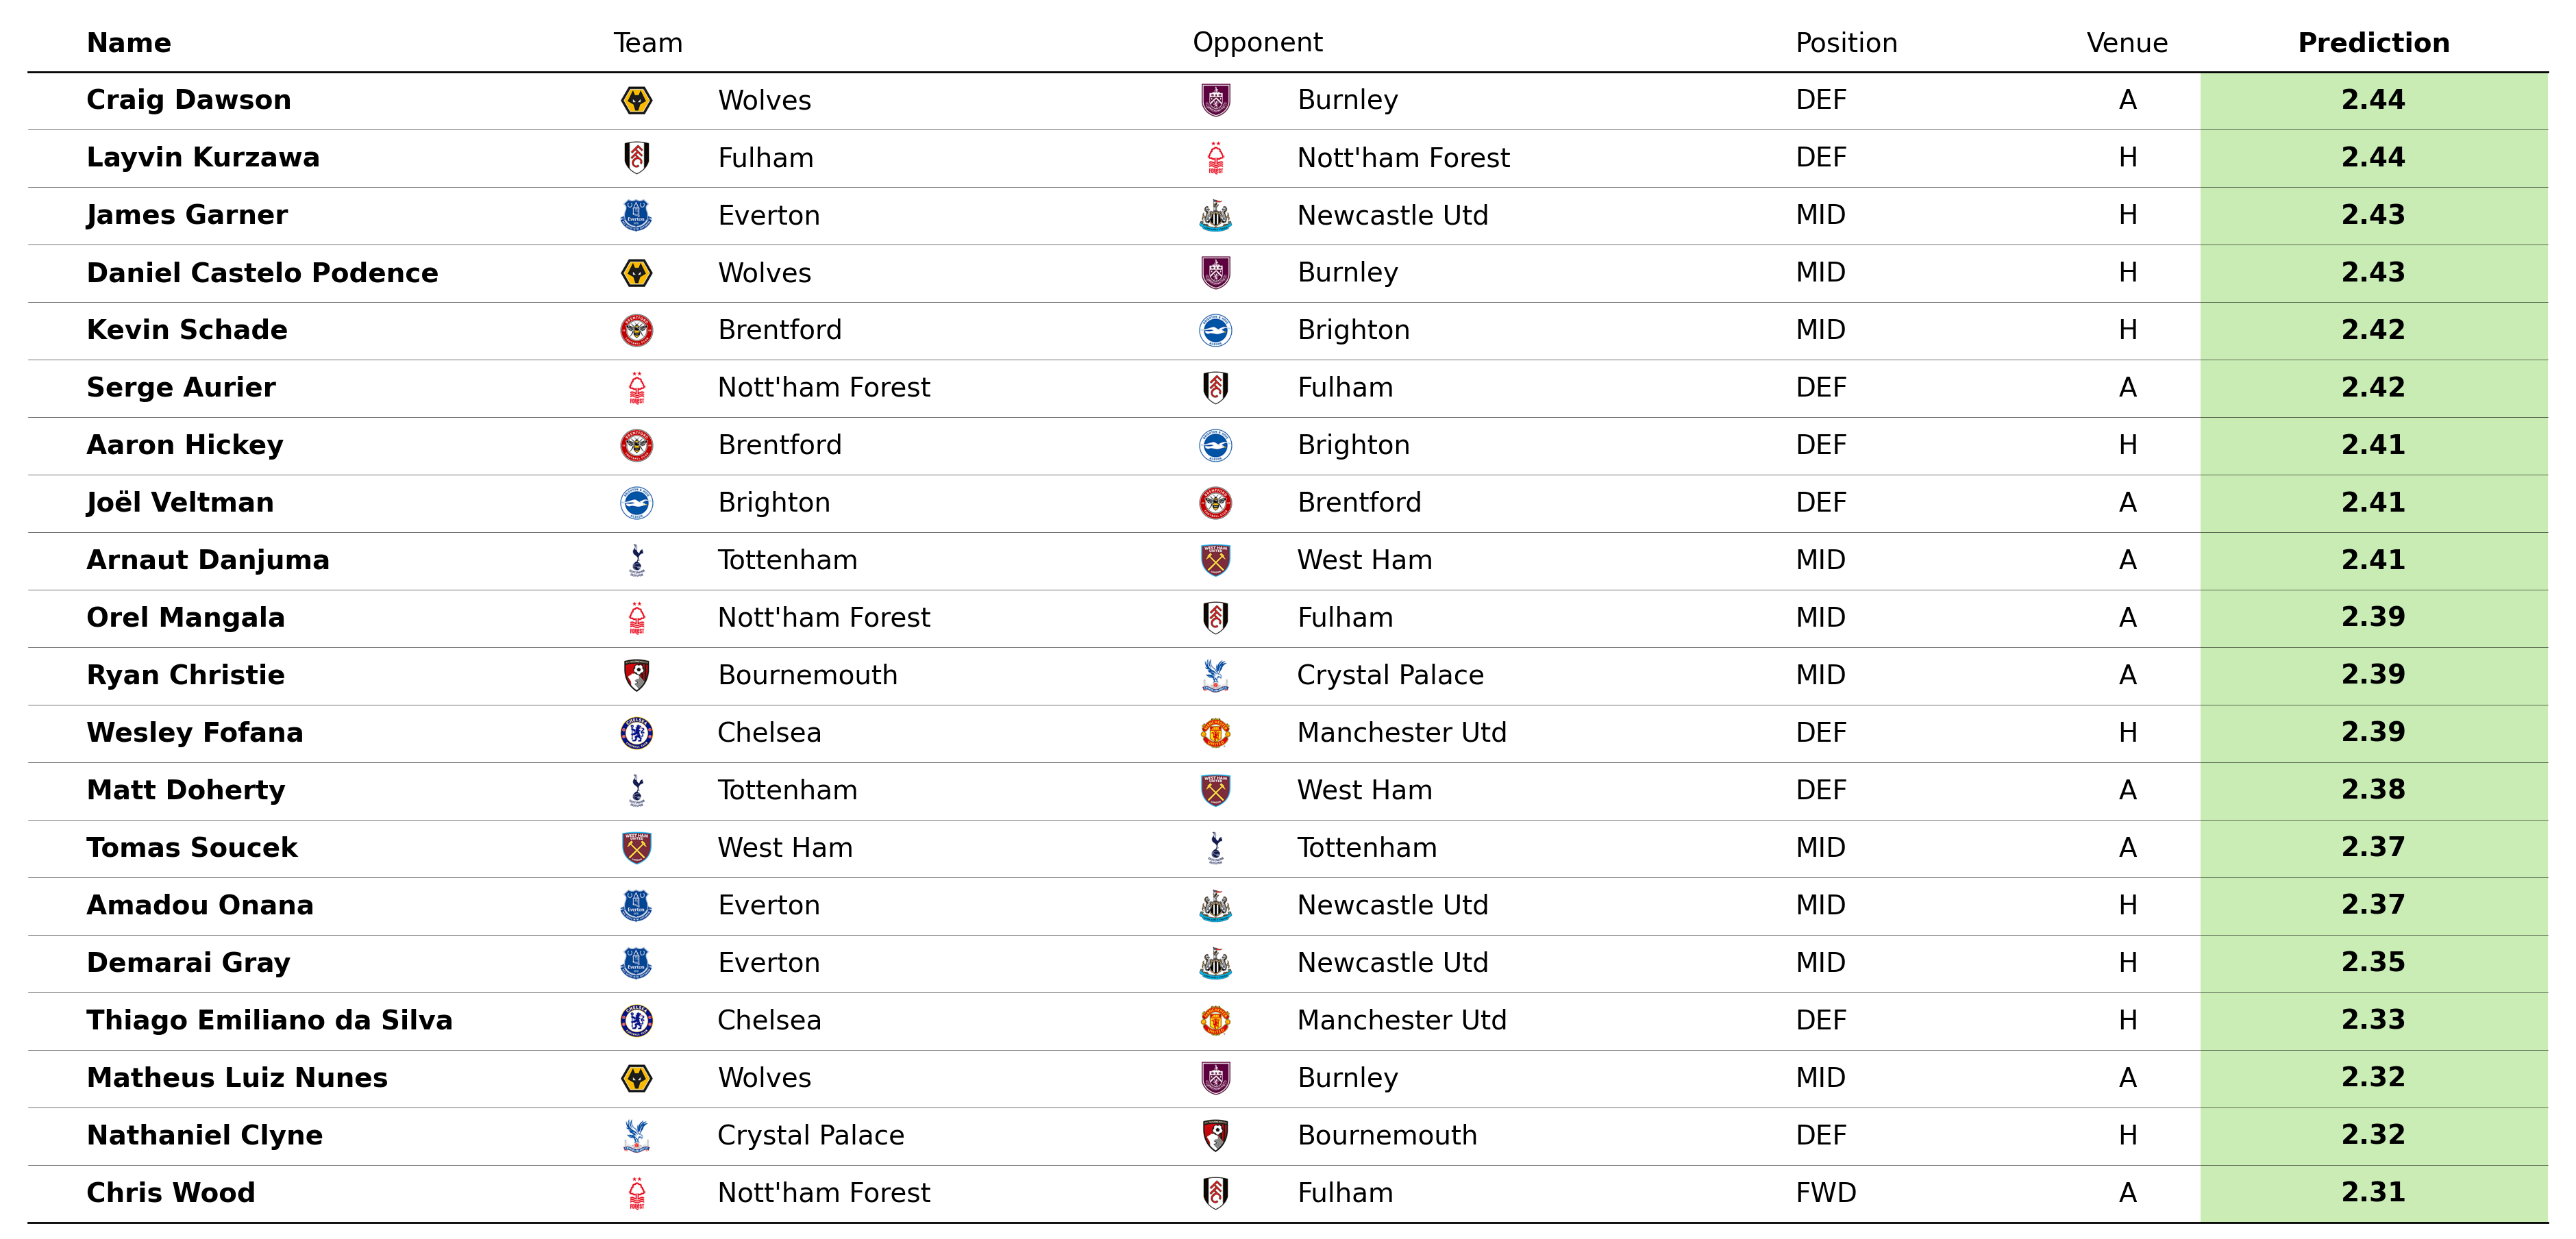 Name Team Opponent Position Venue Prediction
Craig Dawson Wolves Burnley DEF A 2.44
Layvin Kurzawa Fulham Nott'ham Forest DEF H 2.44
James Garner Everton Newcastle Utd MID H 2.43
Daniel Castelo Podence Wolves Burnley MID H 2.43
Kevin Schade Brentford Brighton MID H 2.42
Serge Aurier Nott'ham Forest Fulham DEF A 2.42
Aaron Hickey Brentford Brighton DEF H 2.41
Joël Veltman Brighton Brentford DEF A 2.41
Arnaut Danjuma Tottenham West Ham MID A 2.41
Orel Mangala Nott'ham Forest Fulham MID A 2.39
Ryan Christie Bournemouth Crystal Palace MID A 2.39
Wesley Fofana Chelsea Manchester Utd DEF H 2.39
Matt Doherty Tottenham West Ham DEF A 2.38
Tomas Soucek West Ham Tottenham MID A 2.37
Amadou Onana Everton Newcastle Utd MID H 2.37
Demarai Gray Everton Newcastle Utd MID H 2.35
Thiago Emiliano da Silva Chelsea Manchester Utd DEF H 2.33
Matheus Luiz Nunes Wolves Burnley MID A 2.32
Nathaniel Clyne Crystal Palace Bournemouth DEF H 2.32
Chris Wood Nott'ham Forest Fulham FWD A 2.31